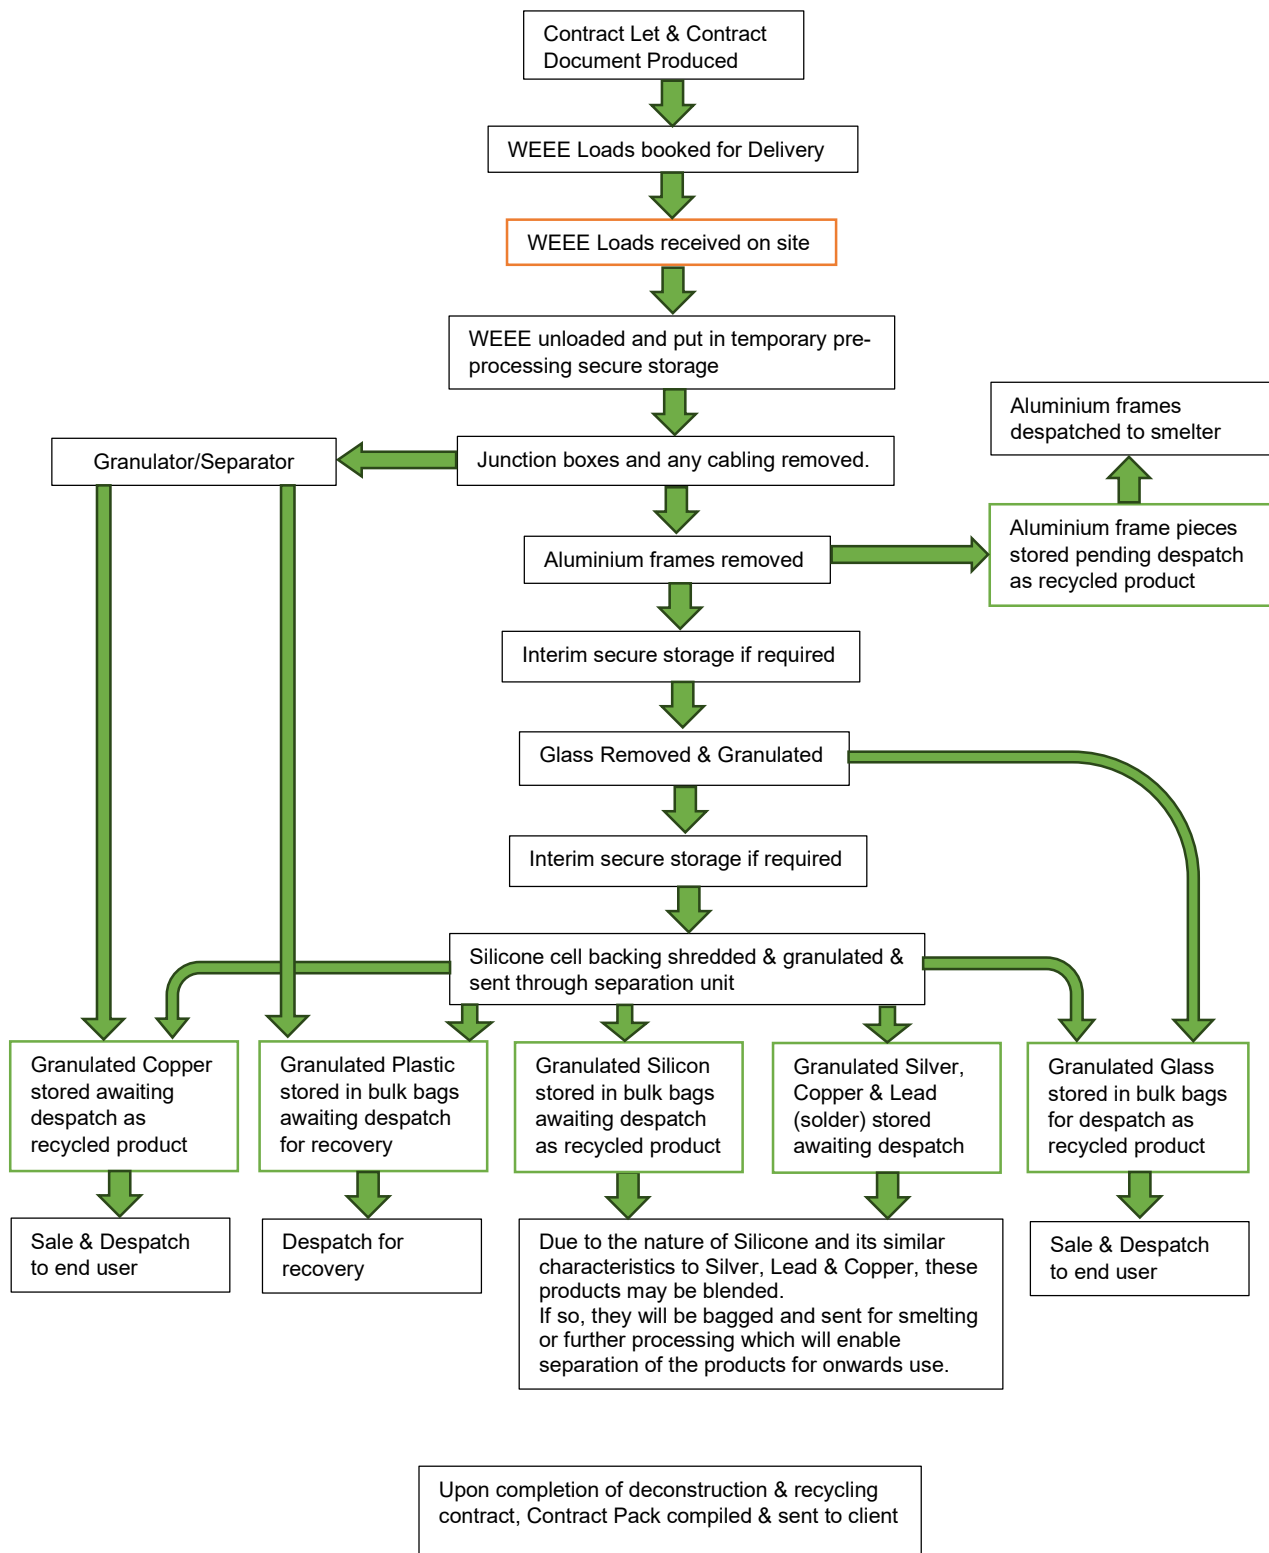 Contract Let & Contract
Document Produced
WEEE Loads booked for Delivery
WEEE Loads received on site
WEEE unloaded and put in temporary pre-
processing secure storage
Aluminium frames
despatched to smelter
Granulator/Separator
Junction boxes and any cabling removed.
Aluminium frame pieces
stored pending despatch
as recycled product
Aluminium frames removed
Interim secure storage if required
Glass Removed & Granulated
Interim secure storage if required
Silicone cell backing shredded & granulated &
sent through separation unit
Granulated Copper
stored awaiting
despatch as
recycled product
Granulated Plastic
stored in bulk bags
awaiting despatch
for recovery
Granulated Silicon
stored in bulk bags
awaiting despatch
as recycled product
Granulated Silver,
Copper & Lead
(solder) stored
awaiting despatch
Granulated Glass
stored in bulk bags
for despatch as
recycled product
Sale & Despatch
to end user
Despatch for
recovery
Due to the nature of Silicone and its similar
characteristics to Silver, Lead & Copper, these
products may be blended.
If so, they will be bagged and sent for smelting
or further processing which will enable
separation of the products for onwards use.
Sale & Despatch
to end user
Upon completion of deconstruction & recycling
contract, Contract Pack compiled & sent to client